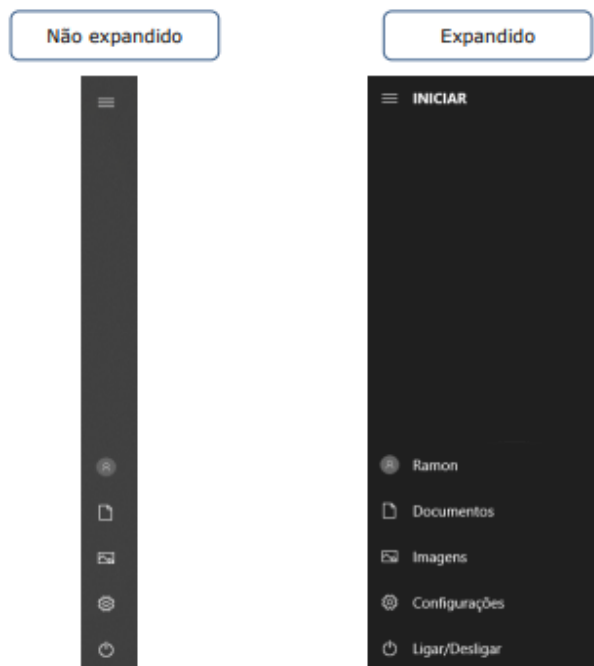 Não expandido
Expandido
INICIAR
Ramon
Documentos
Imagens
Configurações
Ligar/Desligar